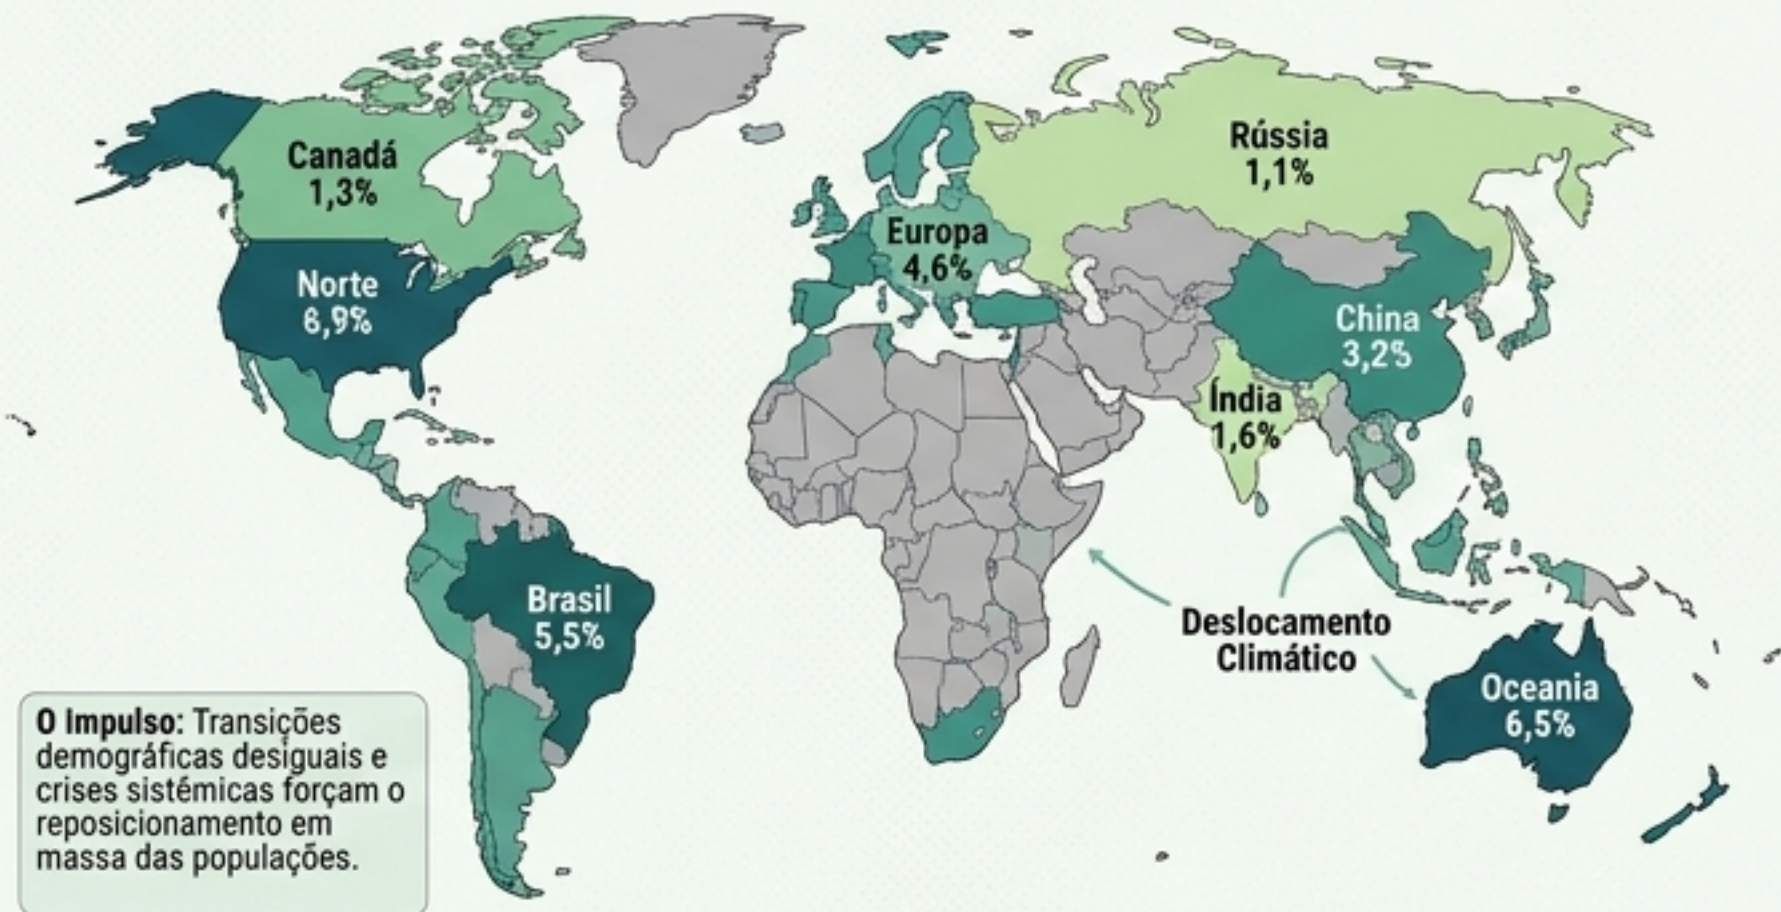 Canadá
1,3%
Rússia
1,1%
Europa
4,6%
Norte
6,9%
China
3,2%
Índia
1,6%
Brasil
5,5%
Deslocamento
Climático
Oceania
6,5%
O Impulso: Transições
demográficas desiguais e
crises sistémicas forçam o
reposicionamento em
massa das populações.